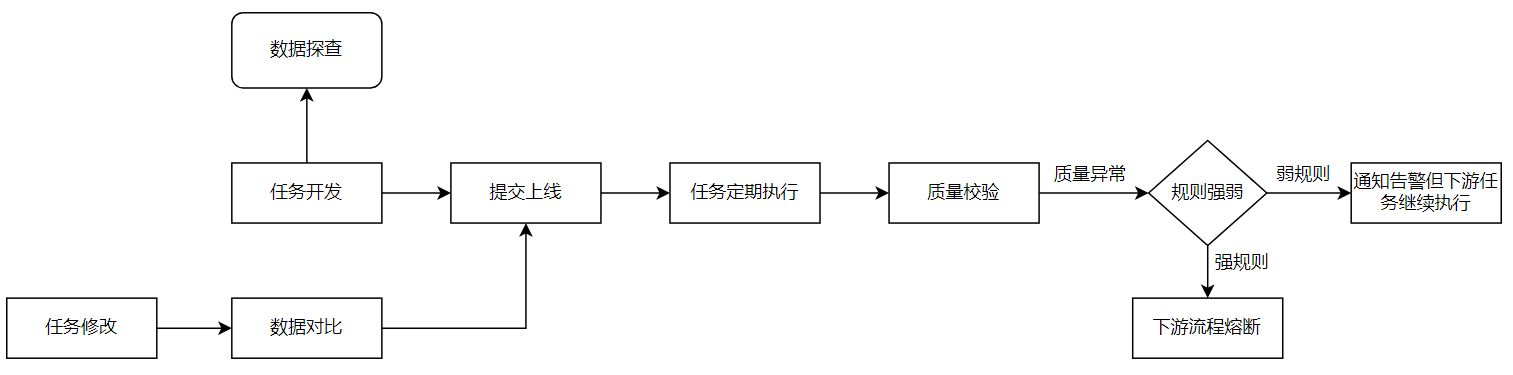 数据探查
任务开发
提交上线
任务定期执行
质量校验
质量异常
规则强弱
弱规则
通知告警但下游任
务继续执行
强规则
任务修改
数据对比
下游流程熔断